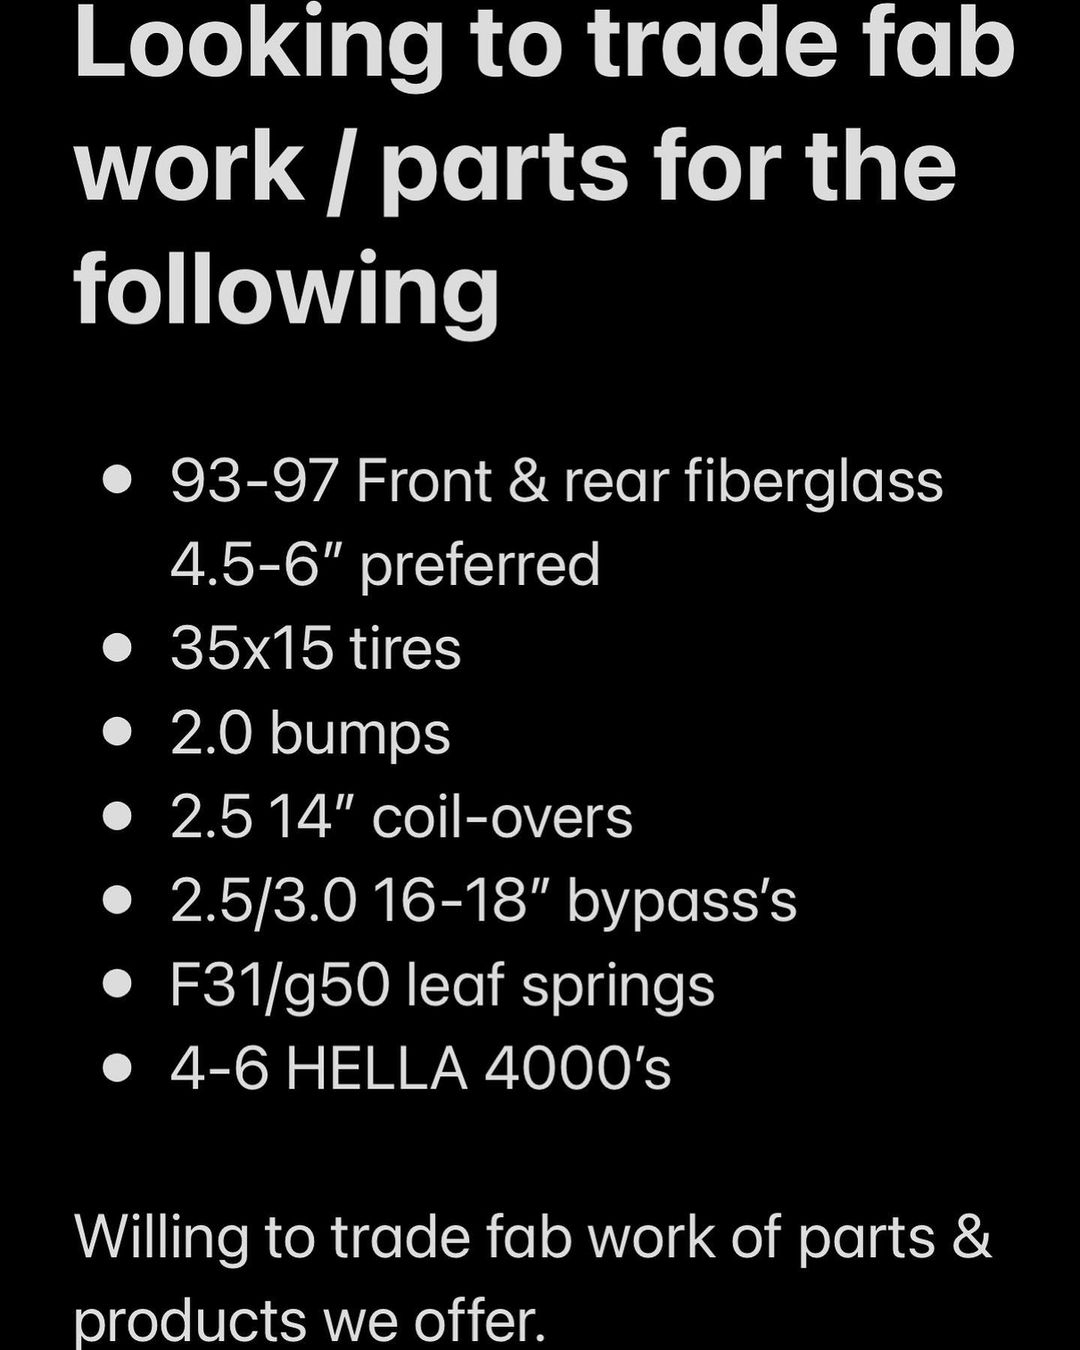 Looking to trade fab
work / parts for the
following
• 93-97 Front & rear fiberglass
4.5-6” preferred
• 35x15 tires
• 2.0 bumps
• 2.5 14” coil-overs
• 2.5/3.0 16-18” bypass’s
• F31/g50 leaf springs
• 4-6 HELLA 4000’s
Willing to trade fab work of parts &
products we offer.